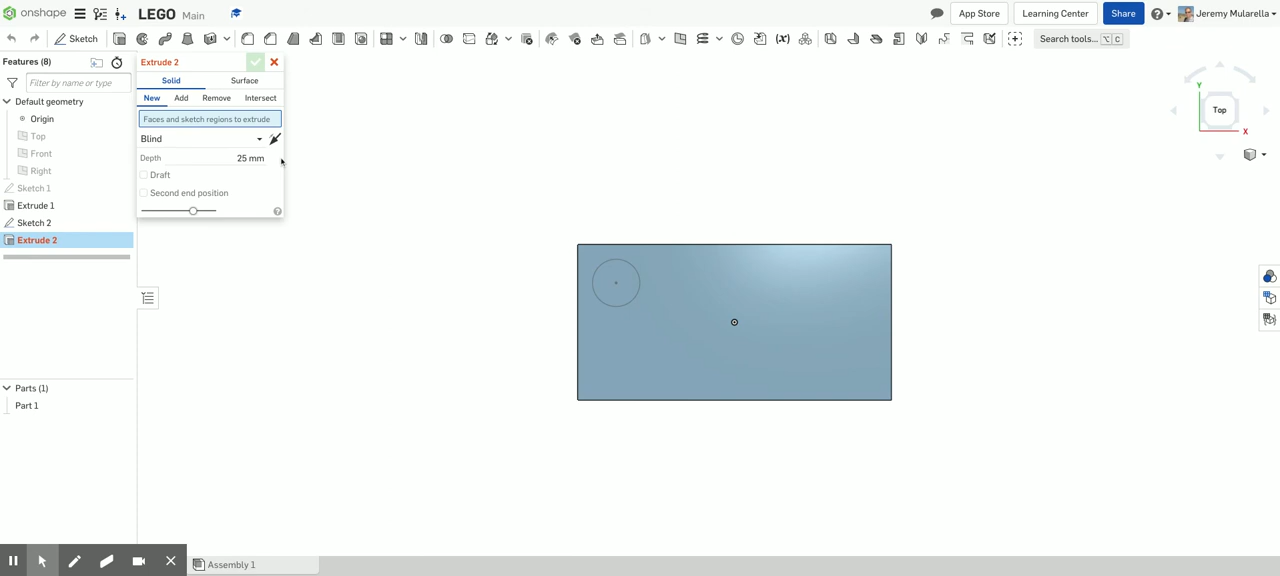 onshape LEGO Main App Store Learning Center Share Jeremy Mularella
Sketch Search tools... ⌥ C
Features (8)
Filter by name or type
Default geometry
Origin
Top
Front
Right
Sketch 1
Extrude 1
Sketch 2
Extrude 2
Extrude 2
Solid Surface
New Add Remove Intersect
Faces and sketch regions to extrude
Blind
Depth 25 mm
Draft
Second end position
Y
Top
X
Parts (1)
Part 1
Assembly 1